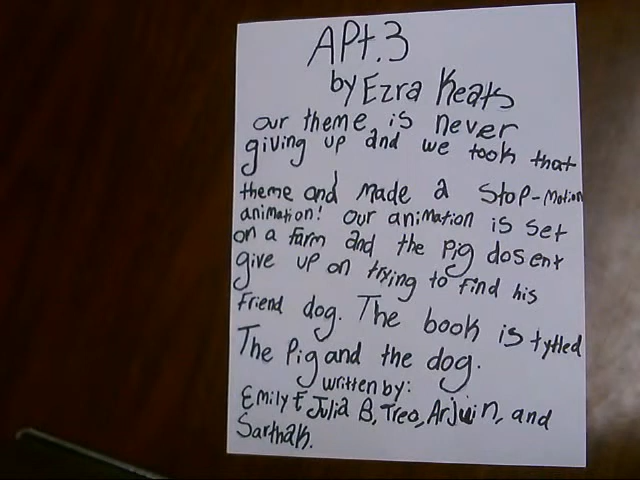 APt.3
by Ezra Keats
our theme is never
giving up and we took that
theme and made a stop-motion
animation! our animation is set
on a farm and the pig dosent
give up on trying to find his
friend dog. The book is tytled
The Pig and the dog.
written by:
Emily F, Julia B, Treo, Arjuin, and
Sarthak.